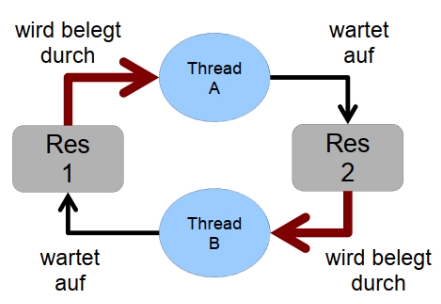 wird belegt
durch
wartet
auf
Thread
A
Res
1
Res
2
Thread
B
wartet
auf
wird belegt
durch